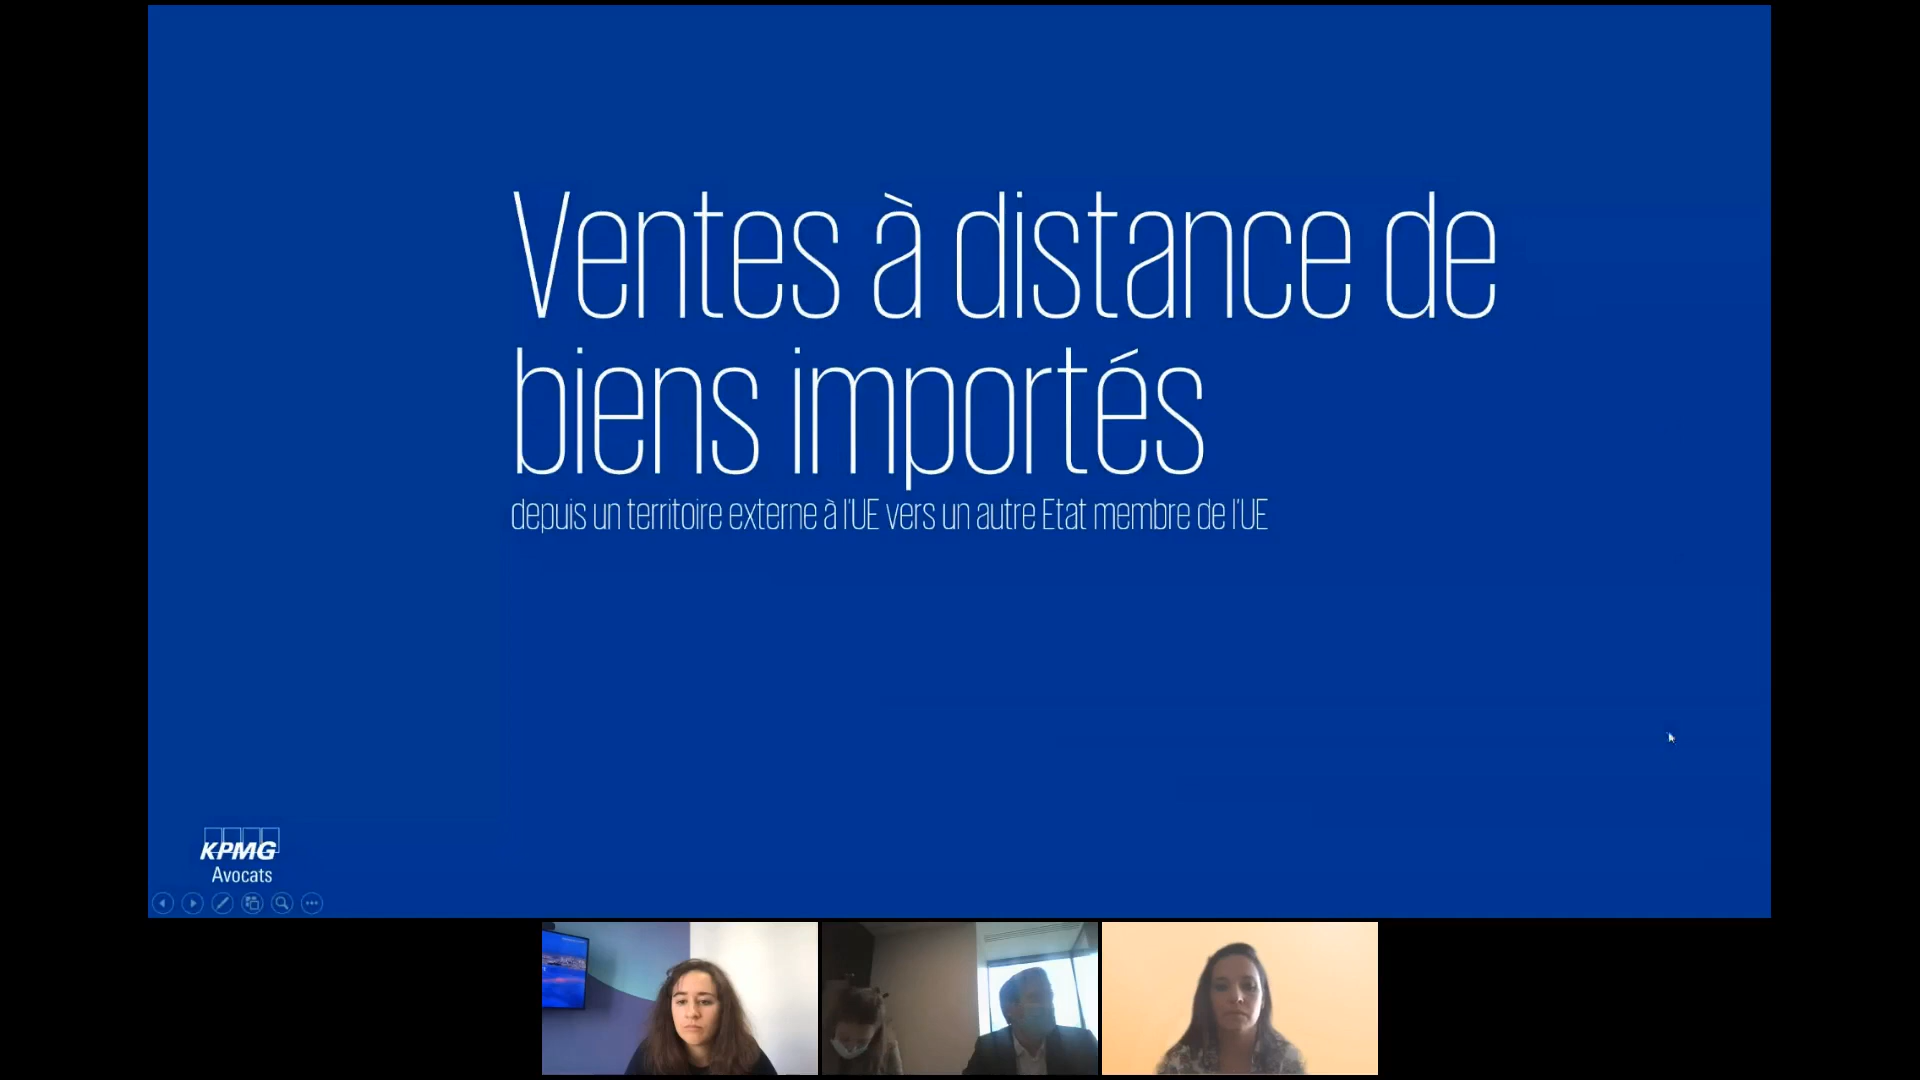 Ventes à distance de
biens importés
depuis un territoire externe à l'UE vers un autre Etat membre de l'UE
KPMG
Avocats